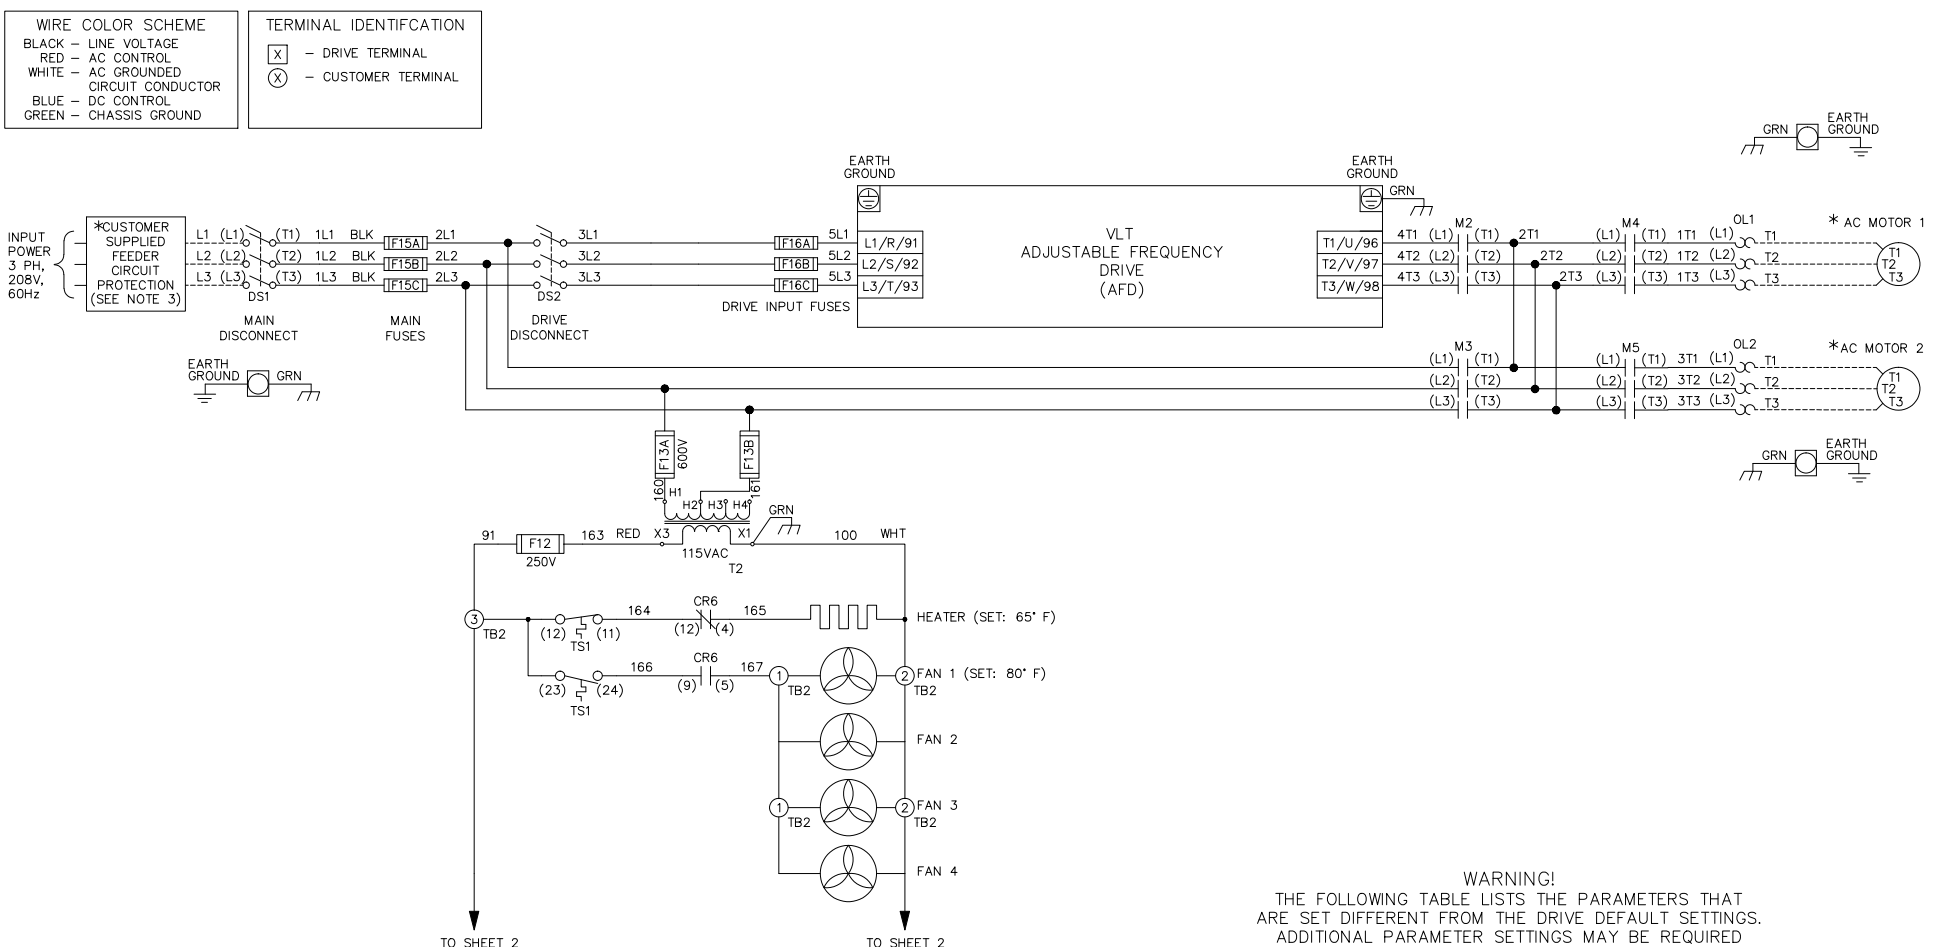 WIRE COLOR SCHEME
BLACK – LINE VOLTAGE
RED – AC CONTROL
WHITE – AC GROUNDED
CIRCUIT CONDUCTOR
BLUE – DC CONTROL
GREEN – CHASSIS GROUND
TERMINAL IDENTIFCATION
X – DRIVE TERMINAL
X – CUSTOMER TERMINAL
GRN
EARTH
GROUND
INPUT
POWER
3 PH,
208V,
60Hz
*CUSTOMER
SUPPLIED
FEEDER
CIRCUIT
PROTECTION
(SEE NOTE 3)
L1 (L1) (T1) 1L1 BLK F15A 2L1 3L1 F16A 5L1 L1/R/91
L2 (L2) (T2) 1L2 BLK F15B 2L2 3L2 F16B 5L2 L2/S/92
L3 (L3) (T3) 1L3 BLK F15C 2L3 3L3 F16C 5L3 L3/T/93
DS1
DS2
MAIN
DISCONNECT
MAIN
FUSES
DRIVE
DISCONNECT
DRIVE INPUT FUSES
EARTH
GROUND
VLT
ADJUSTABLE FREQUENCY
DRIVE
(AFD)
EARTH
GROUND
GRN
M2 M4 OL1 * AC MOTOR 1
T1/U/96 4T1 (L1) (T1) 2T1 (L1) (T1) 1T1 (L1) T1
T2/V/97 4T2 (L2) (T2) 2T2 (L2) (T2) 1T2 (L2) T2
T3/W/98 4T3 (L3) (T3) 2T3 (L3) (T3) 1T3 (L3) T3
T1
T2
T3
EARTH
GROUND GRN
M3 M5 OL2 *AC MOTOR 2
(L1) (T1) (L1) (T1) 3T1 (L1) T1
(L2) (T2) (L2) (T2) 3T2 (L2) T2
(L3) (T3) (L3) (T3) 3T3 (L3) T3
T1
T2
T3
GRN
EARTH
GROUND
F13A
600V
F13B
160
161
H1
H2 H3 H4
GRN
91 F12 163 RED X3 X1 100 WHT
250V
115VAC
T2
3
TB2
(12) (11)
TS1
164
CR6
(12) (4)
165
HEATER (SET: 65° F)
(23) (24)
TS1
166
CR6
(9) (5)
167
1
TB2
2
TB2
FAN 1 (SET: 80° F)
FAN 2
1
TB2
2
TB2
FAN 3
FAN 4
TO SHEET 2
TO SHEET 2
WARNING!
THE FOLLOWING TABLE LISTS THE PARAMETERS THAT
ARE SET DIFFERENT FROM THE DRIVE DEFAULT SETTINGS.
ADDITIONAL PARAMETER SETTINGS MAY BE REQUIRED